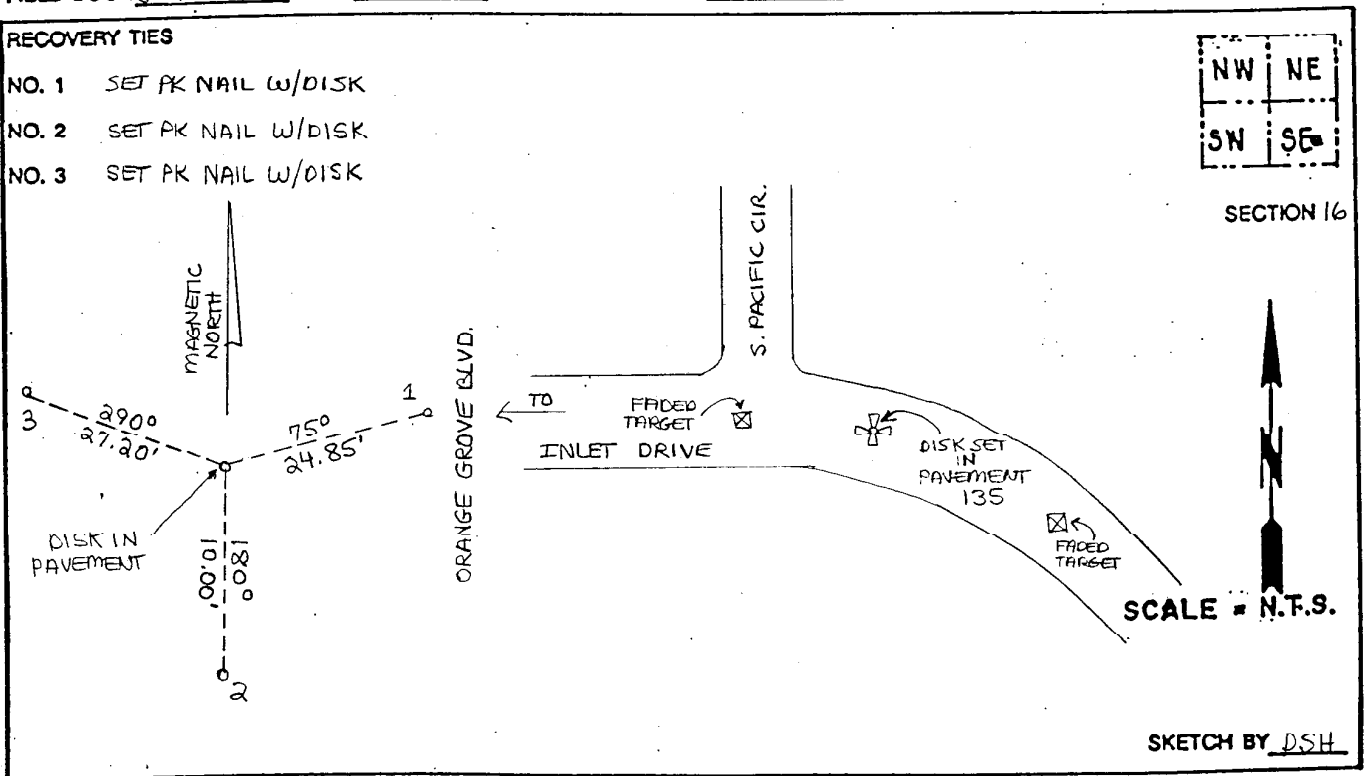 RECOVERY TIES
NO. 1 SET PK NAIL W/DISK
NO. 2 SET PK NAIL W/DISK
NO. 3 SET PK NAIL W/DISK
NW NE
SW SE
SECTION 16
MAGNETIC
NORTH
3
290°
27.20'
1
75°
24.85'
DISK IN
PAVEMENT
180°
10.00'
2
ORANGE GROVE BLVD.
TO
S. PACIFIC CIR.
FADED
TARGET
INLET DRIVE
DISK SET
IN
PAVEMENT
135
FADED
TARGET
N
SCALE = N.T.S.
SKETCH BY DSH